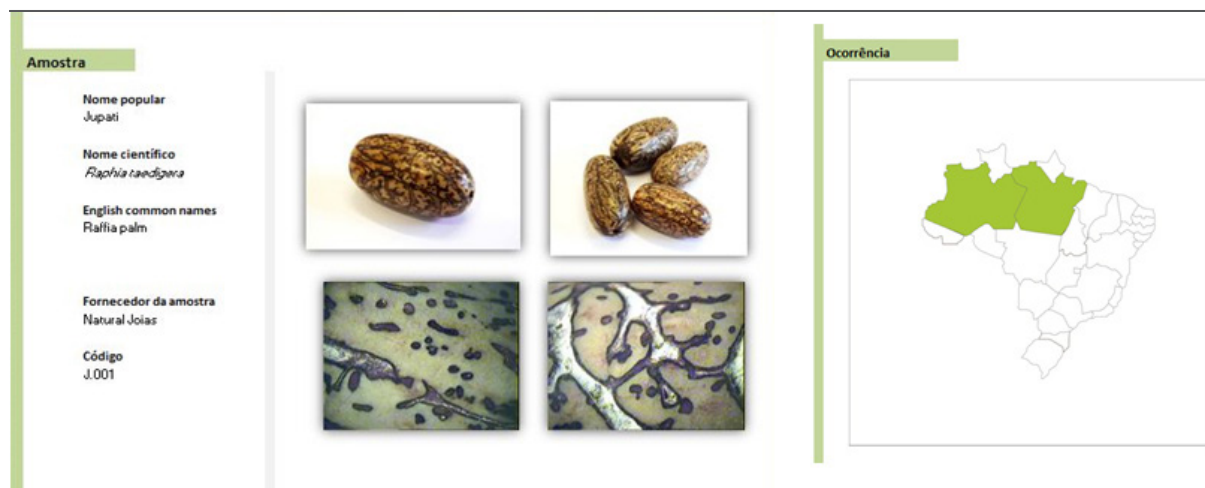 Amostra
Nome popular
Jupati
Nome científico
Raphia taedigera
English common names
Raffia palm
Fornecedor da amostra
Natural Joias
Código
J.001
Ocorrência